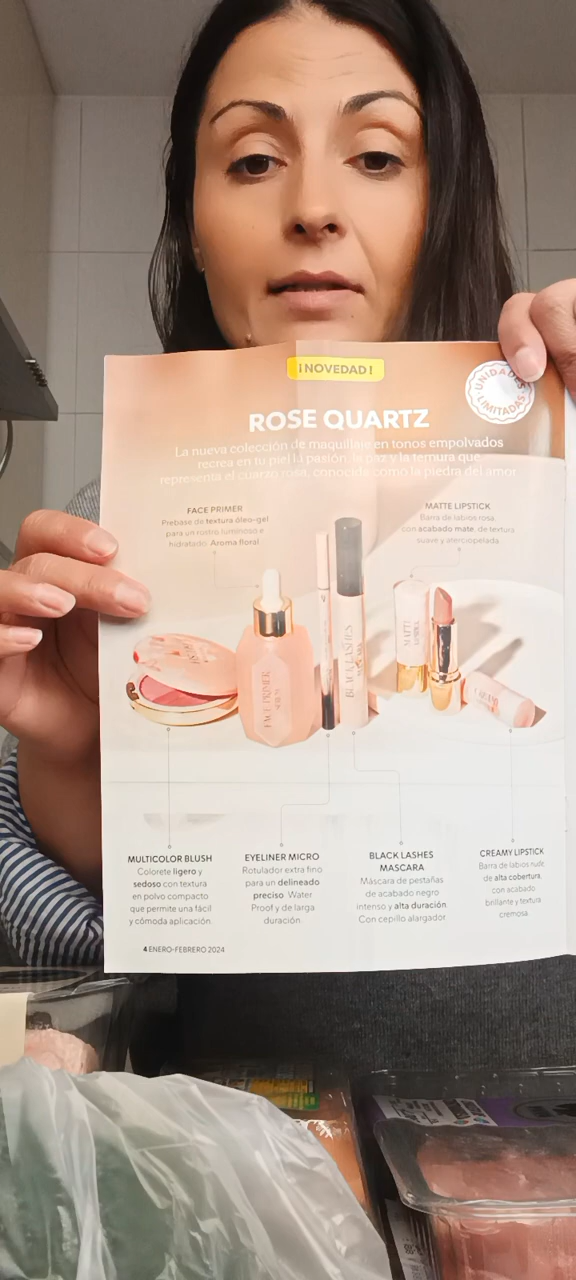 ¡NOVEDAD!
UNIDADES
LIMITADAS
ROSE QUARTZ
La nueva colección de maquillaje en tonos empolvados
recrea en tu piel la pasión, la paz y la ternura que
representa el cuarzo rosa, conocida como la piedra del amor
FACE PRIMER
Prebase de textura óleo-gel
para un rostro luminoso e
hidratado. Aroma floral.
MATTE LIPSTICK
Barra de labios rosa
con acabado mate, de textura
suave y aterciopelada.
FACE PRIMER
BLACK LASHES
MASCARA
MATTE
LIPSTICK
CREAMY
MULTICOLOR BLUSH
Colorete ligero y
sedoso con textura
en polvo compacto
que permite una fácil
y cómoda aplicación.
EYELINER MICRO
Rotulador extra fino
para un delineado
preciso. Water
Proof y de larga
duración.
BLACK LASHES
MASCARA
Máscara de pestañas
de acabado negro
intenso y alta duración.
Con cepillo alargador.
CREAMY LIPSTICK
Barra de labios nude
de alta cobertura,
con acabado
brillante y textura
cremosa.
4 ENERO-FEBRERO 2024